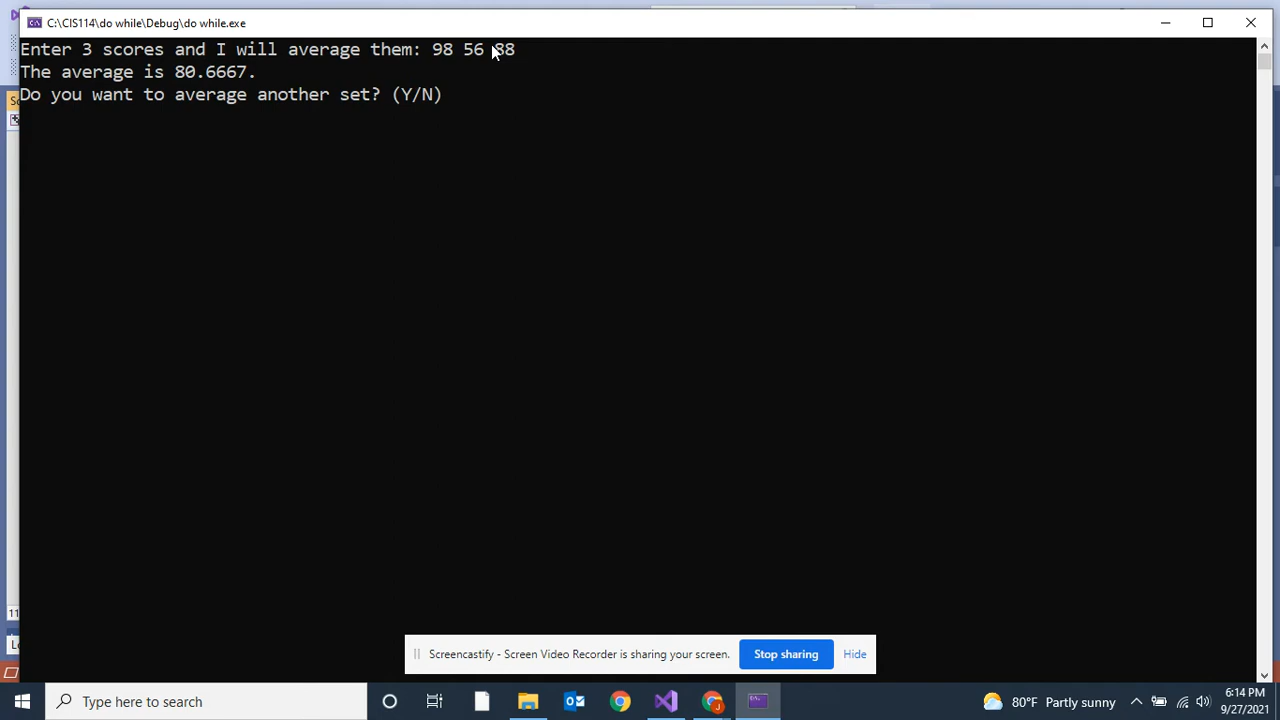 C:\CIS114\do while\Debug\do while.exe
Enter 3 scores and I will average them: 98 56 88
The average is 80.6667.
Do you want to average another set? (Y/N)
11
Screencastify - Screen Video Recorder is sharing your screen.
Stop sharing
Hide
Type here to search
80°F Partly sunny
6:14 PM
9/27/2021